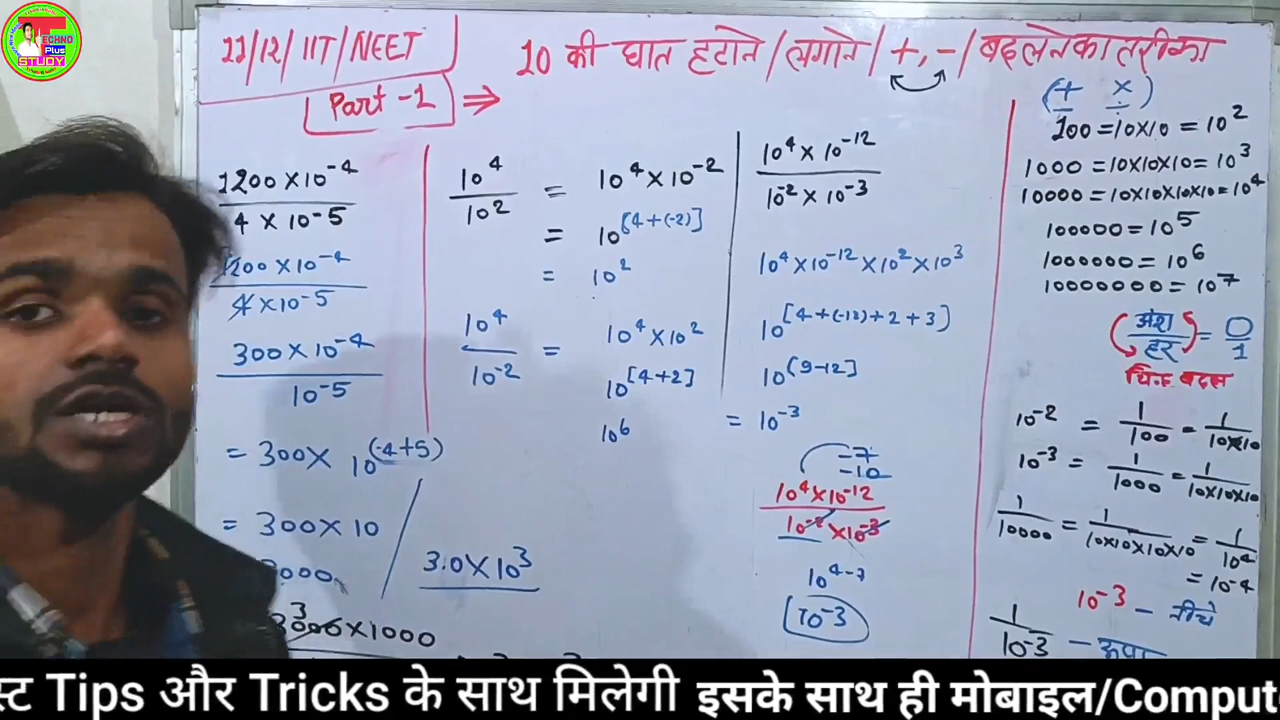 TECHNO
Plus
STUDY
11/12/IIT/NEET
Part-1 ⇒
10 की घात हटाने/लगाने/+,-/बदलने का तरीका
1200×10⁻⁴
4×10⁻⁵
1200×10⁻⁴
4×10⁻⁵
300×10⁻⁴
10⁻⁵
= 300× 10⁽⁻⁴⁺⁵⁾
= 300×10
3000
3.0×10³
3000×1000
3
10⁴/10² = 10⁴×10⁻²
= 10^[4+(-2)]
= 10²
10⁴/10⁻² = 10⁴×10²
10^[4+2]
10⁶
10⁴×10⁻¹²
10⁻²×10⁻³
10⁴×10⁻¹²×10²×10³
10^[4+(-12)+2+3]
10^(9-12]
= 10⁻³
-7
-10
10⁴×10⁻¹²
10⁻²×10⁻³
10⁴⁻⁷
10⁻³
(+ ×)
- ÷
100=10×10=10²
1000=10×10×10=10³
10000=10×10×10×10=10⁴
100000=10⁵
1000000=10⁶
10000000=10⁷
(अंश/हर) = 0/1
चिन्ह बदल
10⁻² = 1/100 = 1/10×10
10⁻³ = 1/1000 = 1/10×10×10
1/10000 = 1/10×10×10×10 = 1/10⁴
= 10⁻⁴
10⁻³ - नीचे
1/10⁻³ -
स्ट Tips और Tricks के साथ मिलेगी इसके साथ ही मोबाइल/Comput